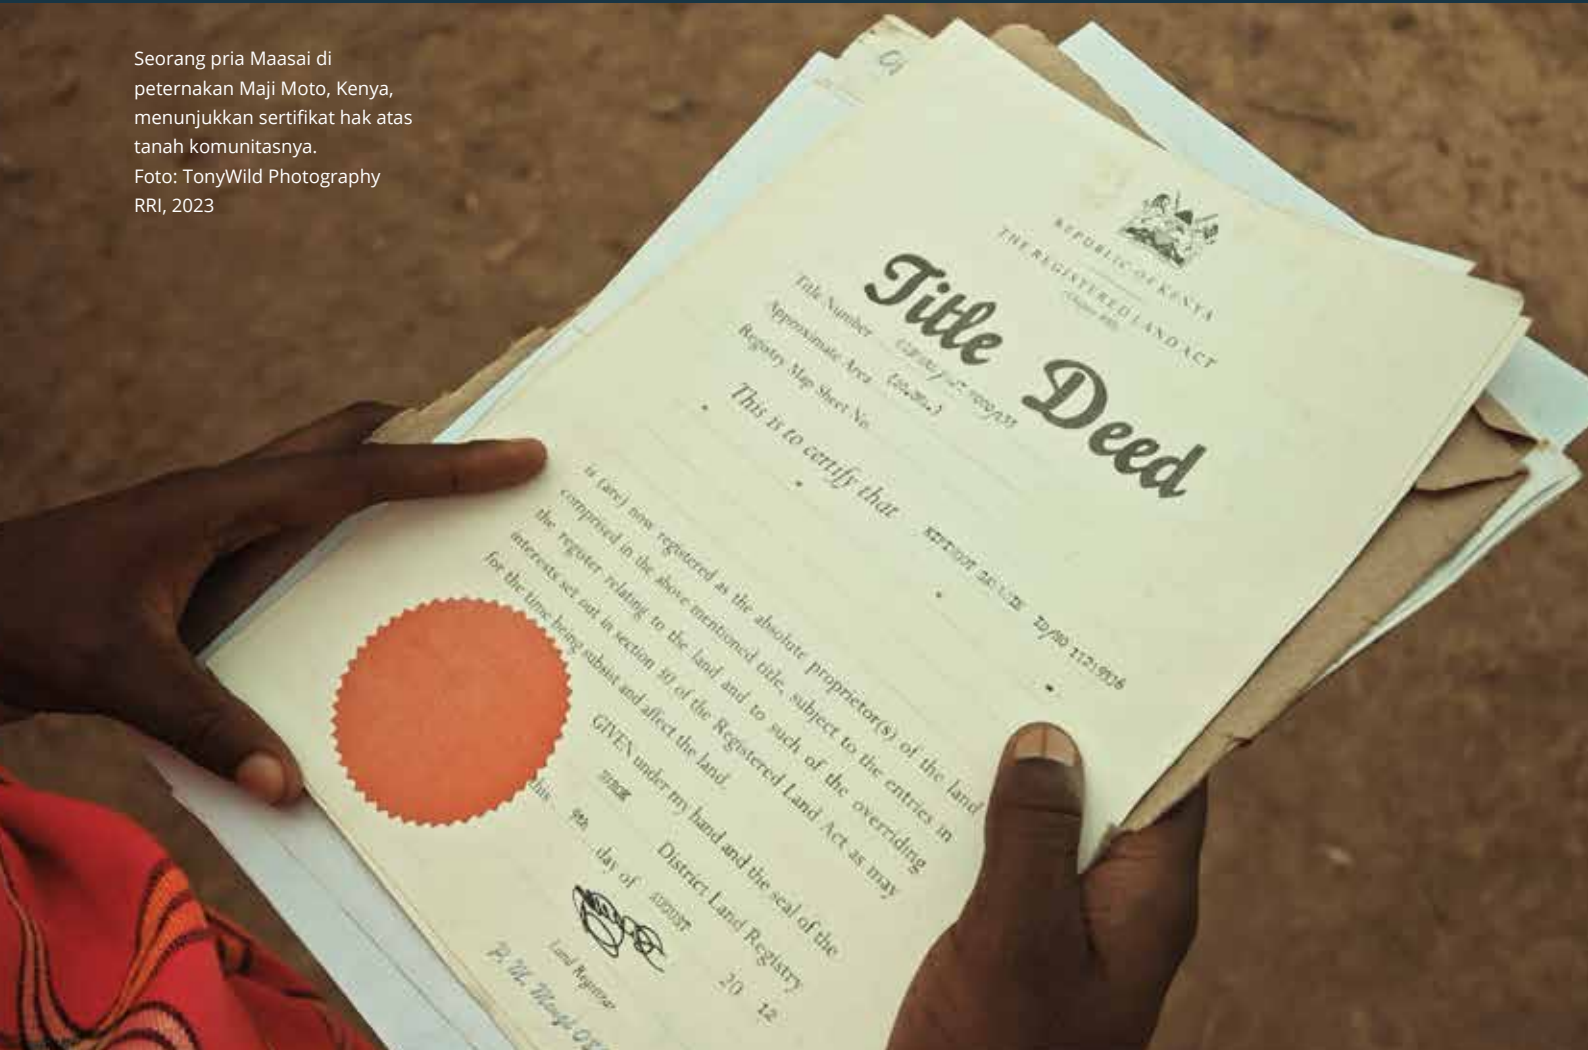 Seorang pria Maasai di
peternakan Maji Moto, Kenya,
menunjukkan sertifikat hak atas
tanah komunitasnya.
Foto: TonyWild Photography
RRI, 2023
REPUBLIC OF KENYA
THE REGISTERED LAND ACT
Title Deed
Title Number
Approximate Area
Registry Map Sheet No.
This is to certify that
is (are) now registered as the absolute proprietor(s) of the land
comprised in the above-mentioned title, subject to the entries in
the register relating to the land and to such of the overriding
interests set out in section 30 of the Registered Land Act as may
for the time being subsist and affect the land.
GIVEN under my hand and the seal of the
District Land Registry
this 9th day of AUGUST 20 12
Land Registrar